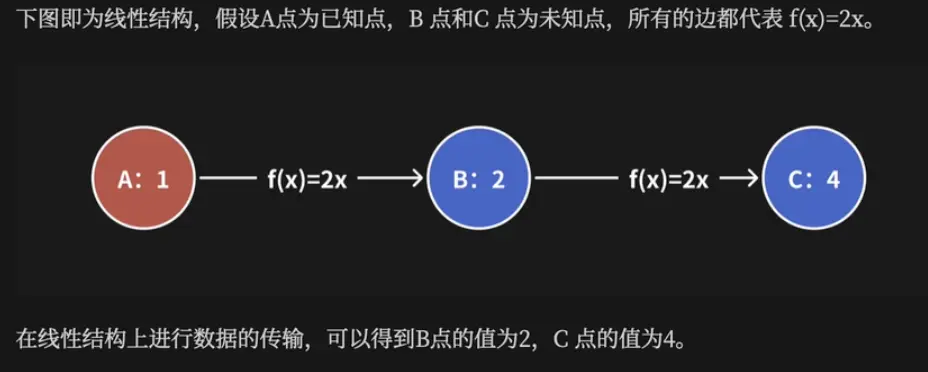 下图即为线性结构，假设A点为已知点，B 点和C 点为未知点，所有的边都代表 f(x)=2x。
A：1 f(x)=2x B：2 f(x)=2x C：4
在线性结构上进行数据的传输，可以得到B点的值为2，C 点的值为4。